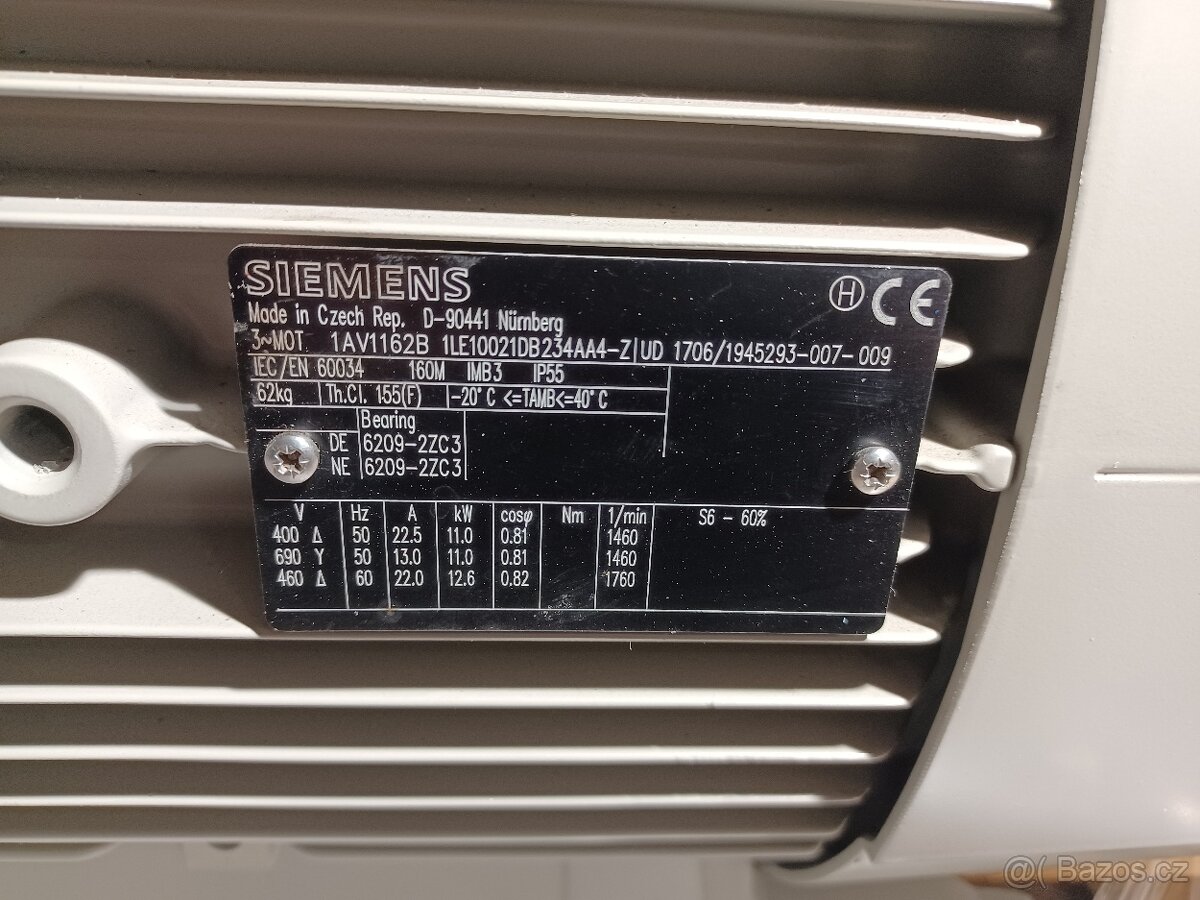 SIEMENS
H CE
Made in Czech Rep. D-90441 Nürnberg
3~MOT 1AV1162B 1LE10021DB234AA4-Z UD 1706/1945293-007-009
IEC/EN 60034 160M IMB3 IP55
62kg Th.Cl. 155(F) -20°C <=TAMB<=40°C
Bearing
DE 6209-2ZC3
NE 6209-2ZC3
V Hz A kW cosφ Nm 1/min S6 - 60%
400 Δ 50 22.5 11.0 0.81 1460
690 Y 50 13.0 11.0 0.81 1460
460 Δ 60 22.0 12.6 0.82 1760
@( Bazos.cz